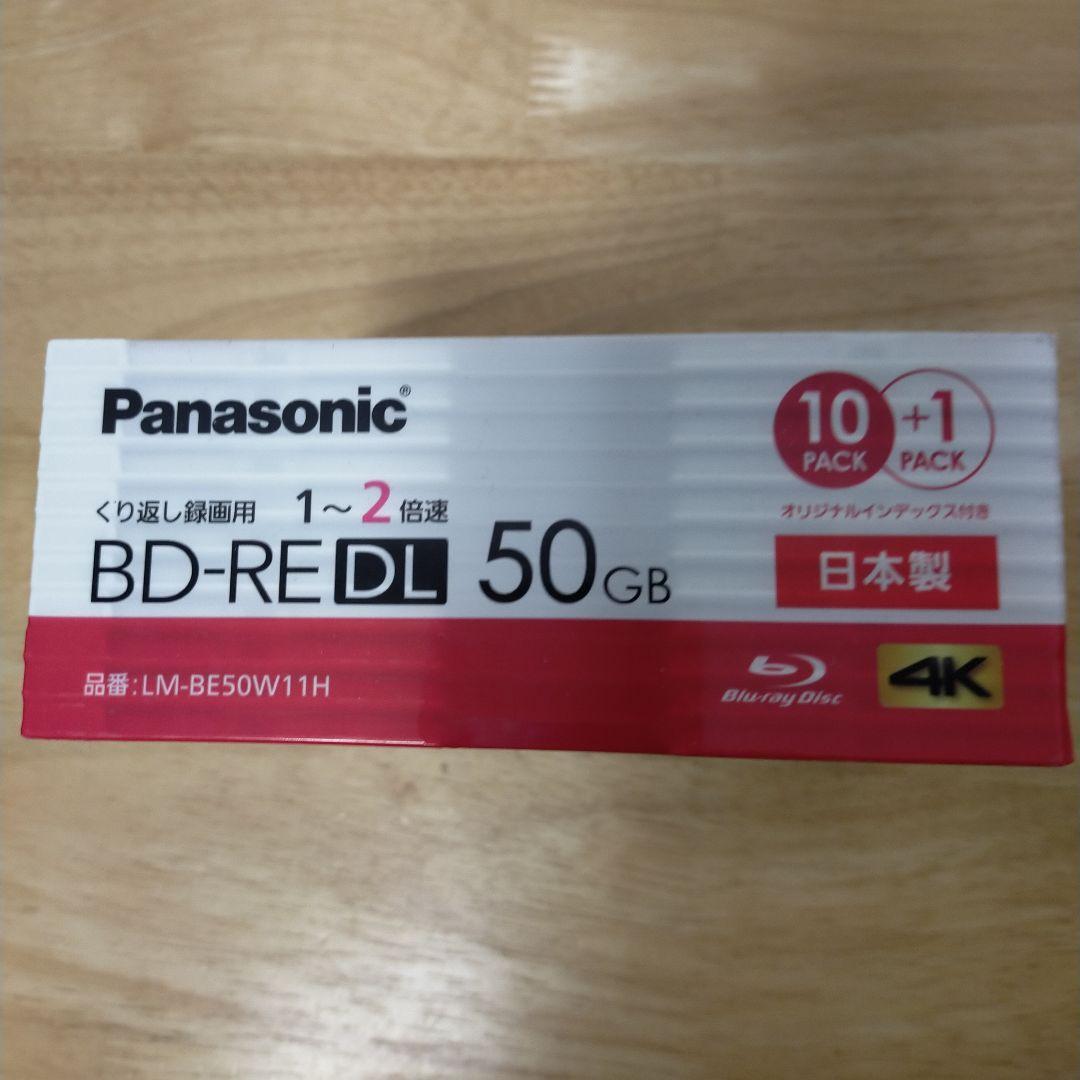 Panasonic®
くり返し録画用 1～2倍速
BD-RE DL 50GB
品番:LM-BE50W11H
10 PACK
+1 PACK
オリジナルインデックス付き
日本製
Blu-ray Disc
4K